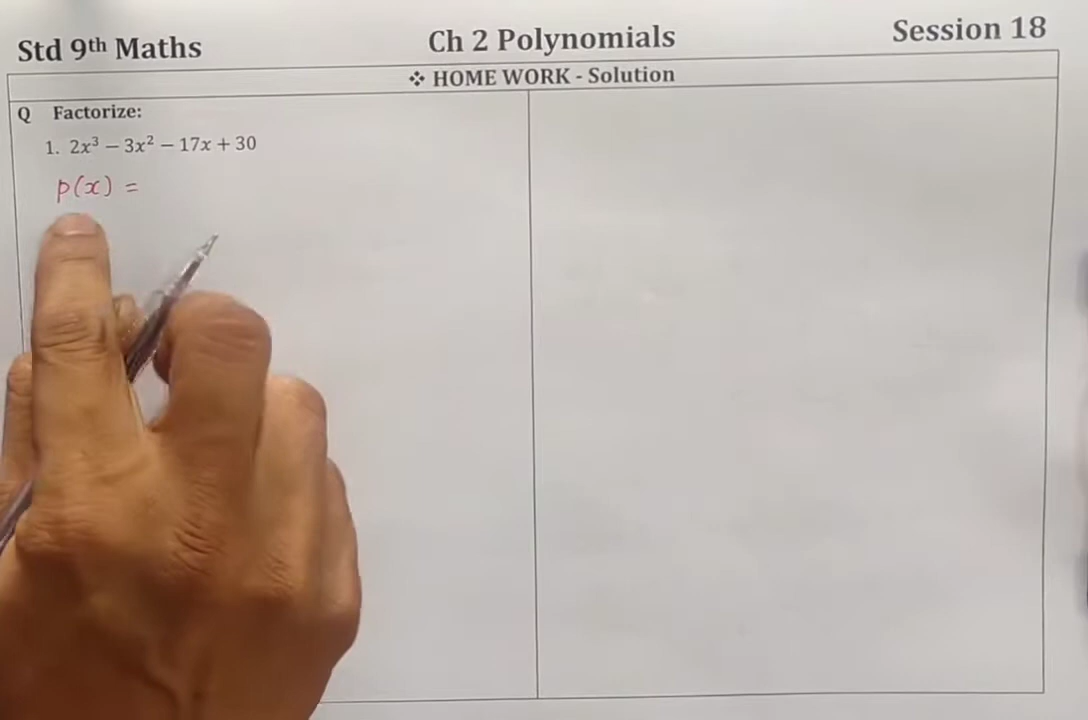 Std 9th Maths Ch 2 Polynomials Session 18
❖ HOME WORK - Solution
Q Factorize:
1. 2x³ – 3x² – 17x + 30
p(x) =